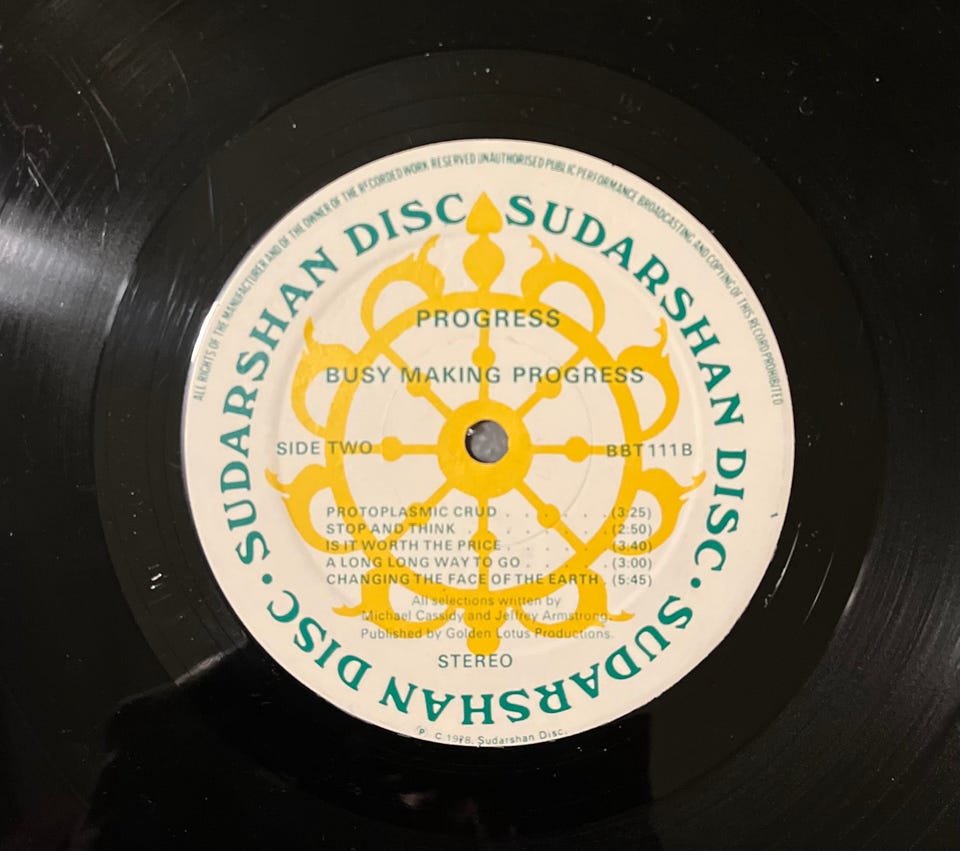 ALL RIGHTS OF THE MANUFACTURER AND OF THE OWNER OF THE RECORDED WORK RESERVED UNAUTHORISED PUBLIC PERFORMANCE BROADCASTING AND COPYING OF THIS RECORD PROHIBITED
SUDARSHAN DISC SUDARSHAN DISC · SUDARSHAN DISC ·
PROGRESS
BUSY MAKING PROGRESS
SIDE TWO BBT 111 B
PROTOPLASMIC CRUD . . . . . . (3:25)
STOP AND THINK . . . . . . . (2:50)
IS IT WORTH THE PRICE . . . . . . (3:40)
A LONG LONG WAY TO GO . . . . . (3:00)
CHANGING THE FACE OF THE EARTH . (5:45)
All selections written by
Michael Cassidy and Jeffrey Armstrong.
Published by Golden Lotus Productions.
STEREO
℗ C 1978. Sudarshan Disc.